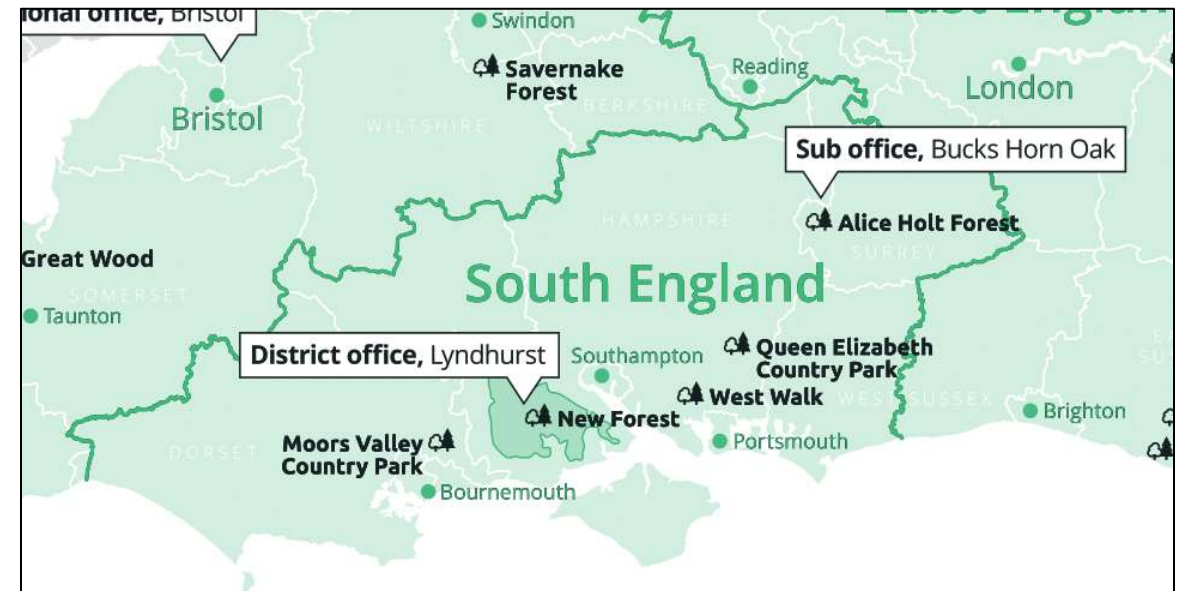 ional office, Bristol
Swindon
East Englan
Savernake
Forest
Reading
London
Bristol
BERKSHIRE
WILTSHIRE
Sub office, Bucks Horn Oak
HAMPSHIRE
Alice Holt Forest
SURREY
Great Wood
South England
SOMERSET
Taunton
District office, Lyndhurst
Southampton
Queen Elizabeth
Country Park
West Walk
WEST SUSSEX
Brighton
New Forest
Moors Valley
Country Park
DORSET
Portsmouth
Bournemouth